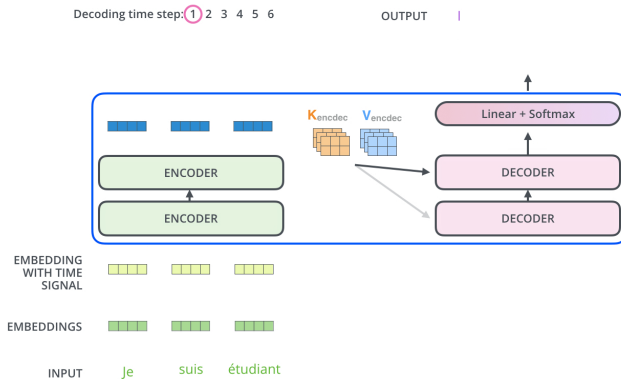 Decoding time step: 1 2 3 4 5 6 OUTPUT I
Kencdec Vencdec Linear + Softmax
ENCODER DECODER
ENCODER DECODER
EMBEDDING
WITH TIME
SIGNAL
EMBEDDINGS
INPUT Je suis étudiant